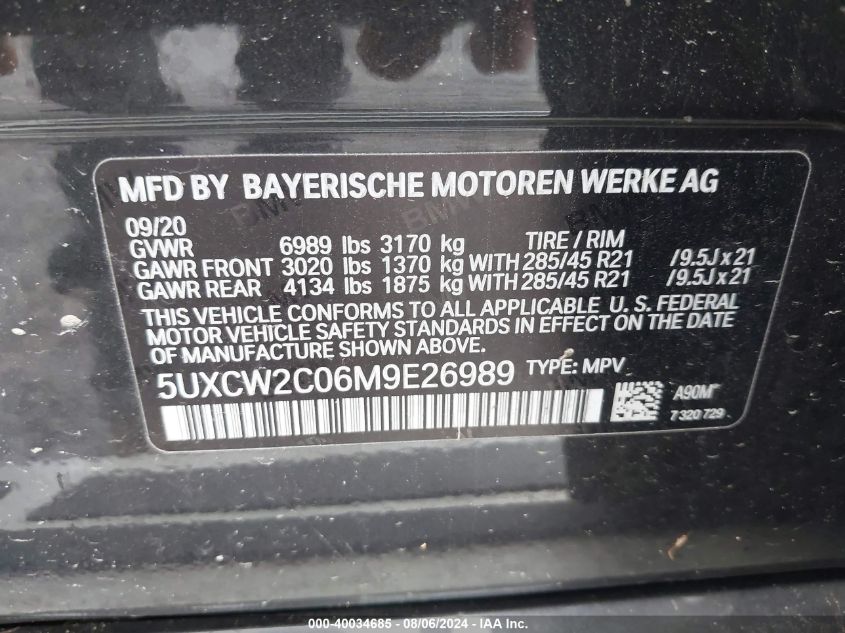 MFD BY BAYERISCHE MOTOREN WERKE AG
09/20
GVWR 6989 lbs 3170 kg TIRE / RIM
GAWR FRONT 3020 lbs 1370 kg WITH 285/45 R21 /9.5J x 21
GAWR REAR 4134 lbs 1875 kg WITH 285/45 R21 /9.5J x 21
THIS VEHICLE CONFORMS TO ALL APPLICABLE U. S. FEDERAL
MOTOR VEHICLE SAFETY STANDARDS IN EFFECT ON THE DATE
OF MANUFACTURE SHOWN ABOVE.
5UXCW2C06M9E26989 TYPE: MPV
A90M
7 320 729
000-40034685 - 08/06/2024 - IAAI.COM